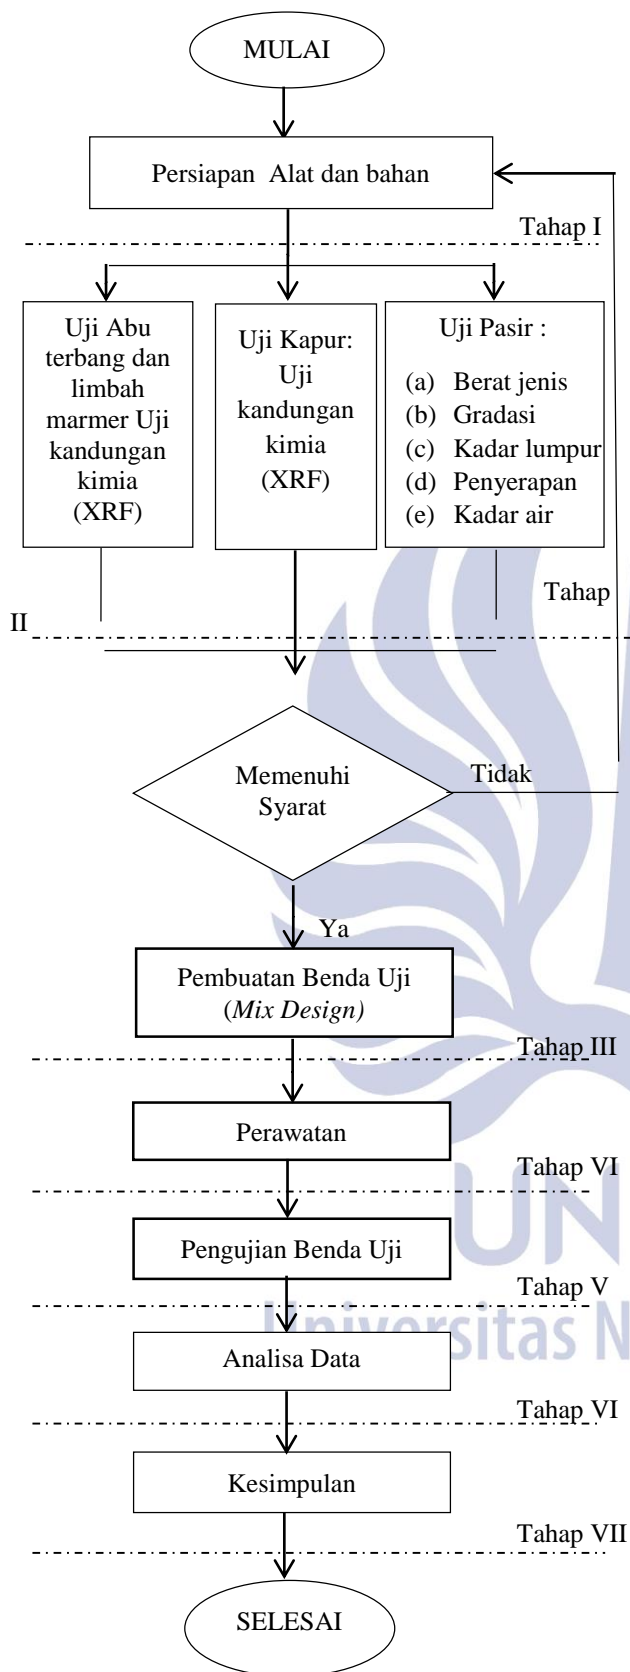 MULAI
Persiapan Alat dan bahan
Tahap I
Uji Abu
terbang dan
limbah
marmer Uji
kandungan
kimia
(XRF)
Uji Kapur:
Uji
kandungan
kimia
(XRF)
Uji Pasir :
(a) Berat jenis
(b) Gradasi
(c) Kadar lumpur
(d) Penyerapan
(e) Kadar air
Tahap
II
Memenuhi
Syarat
Tidak
Ya
Pembuatan Benda Uji
(Mix Design)
Tahap III
Perawatan
Tahap VI
UN
Pengujian Benda Uji
Tahap V
Universitas N
Analisa Data
Tahap VI
Kesimpulan
Tahap VII
SELESAI